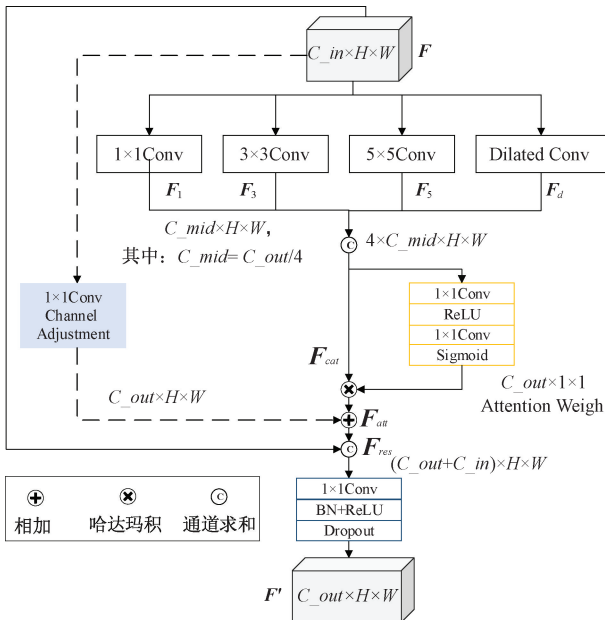 C_in×H×W
F
1×1Conv
3×3Conv
5×5Conv
Dilated Conv
F1
F3
F5
Fd
C_mid×H×W，
其中：C_mid= C_out/4
C
4×C_mid×H×W
1×1Conv
Channel
Adjustment
1×1Conv
ReLU
1×1Conv
Sigmoid
Fcat
C_out×1×1
Attention Weigh
C_out×H×W
Fatt
C
Fres
(C_out+C_in)×H×W
1×1Conv
BN+ReLU
Dropout
C
相加
哈达玛积
通道求和
F'
C_out×H×W